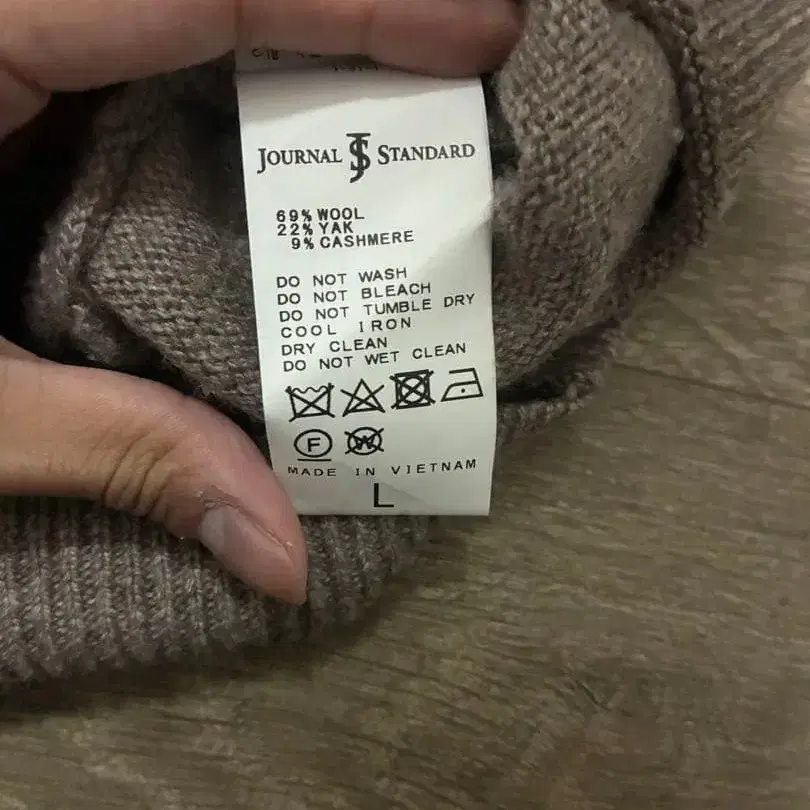 JOURNAL JS STANDARD
69% WOOL
22% YAK
9% CASHMERE
DO NOT WASH
DO NOT BLEACH
DO NOT TUMBLE DRY
COOL IRON
DRY CLEAN
DO NOT WET CLEAN
F W
MADE IN VIETNAM
L